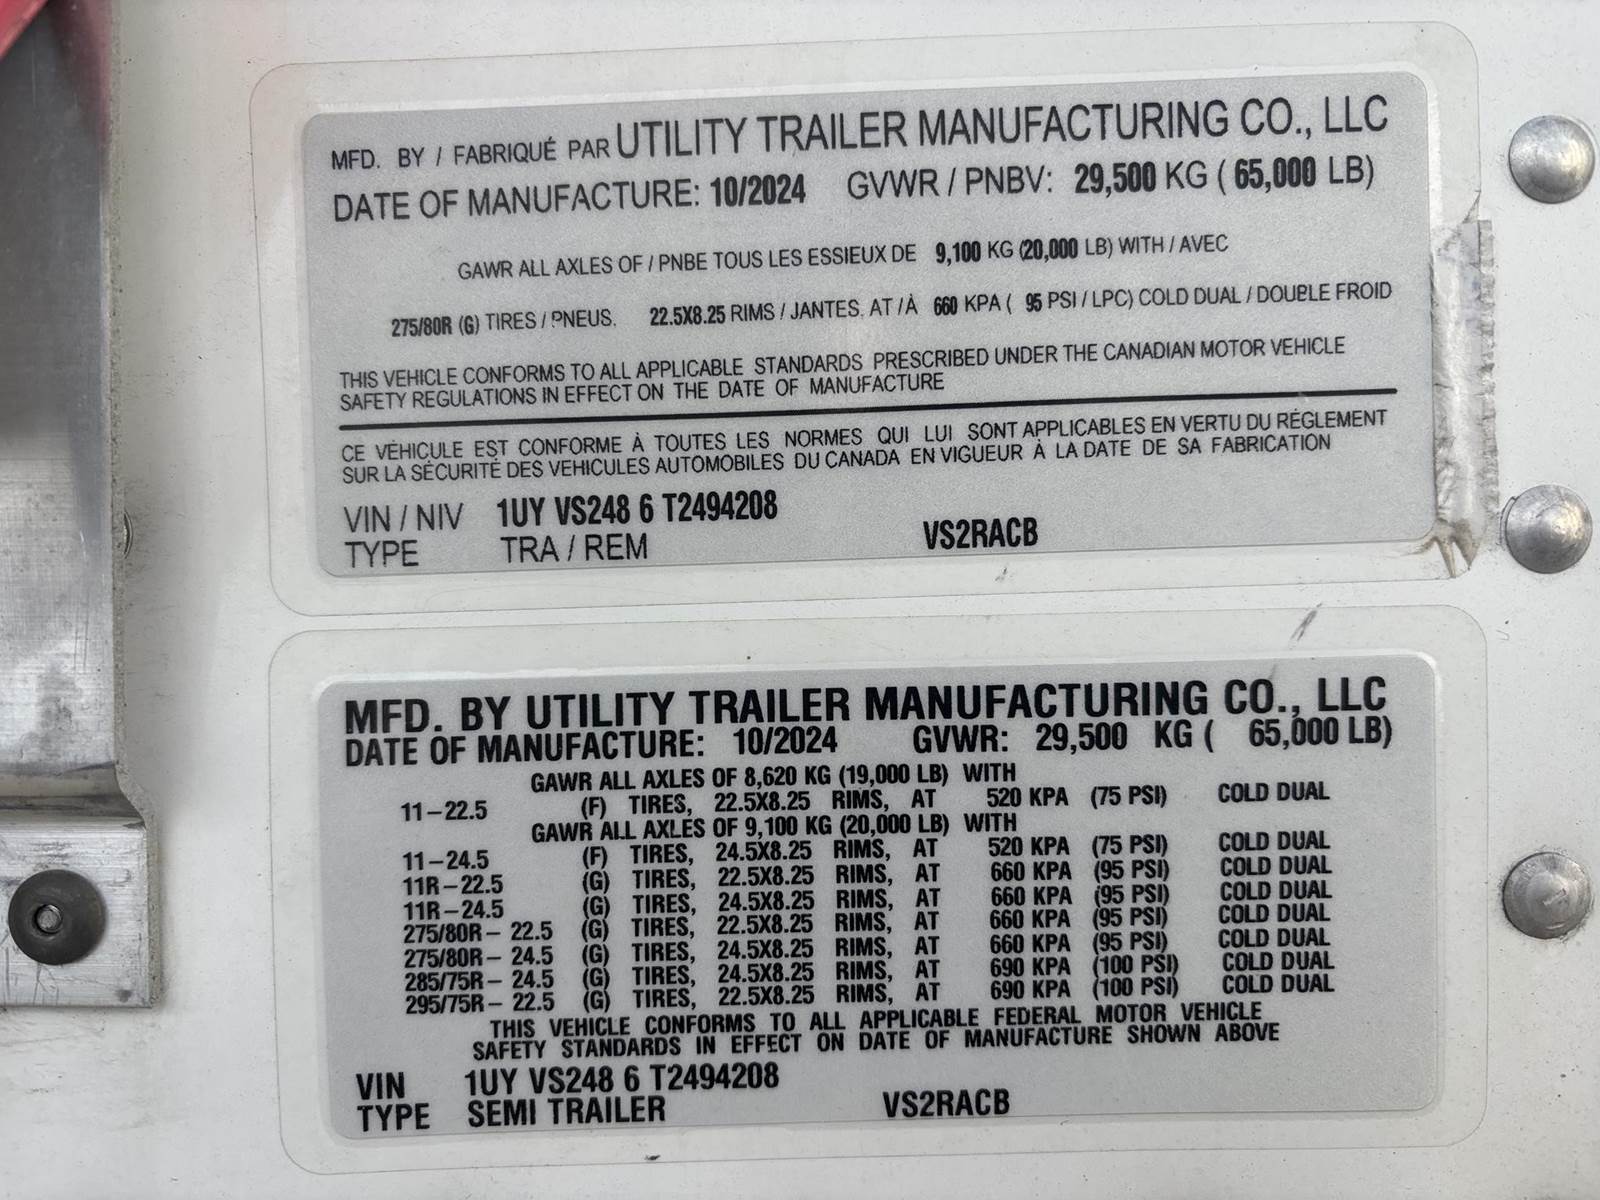 MFD. BY / FABRIQUÉ PAR UTILITY TRAILER MANUFACTURING CO., LLC
DATE OF MANUFACTURE: 10/2024 GVWR / PNBV: 29,500 KG ( 65,000 LB)
GAWR ALL AXLES OF / PNBE TOUS LES ESSIEUX DE 9,100 KG (20,000 LB) WITH / AVEC
275/80R (G) TIRES / PNEUS. 22.5X8.25 RIMS / JANTES. AT /À 660 KPA ( 95 PSI / LPC) COLD DUAL / DOUBLE FROID
THIS VEHICLE CONFORMS TO ALL APPLICABLE STANDARDS PRESCRIBED UNDER THE CANADIAN MOTOR VEHICLE
SAFETY REGULATIONS IN EFFECT ON THE DATE OF MANUFACTURE
CE VÉHICULE EST CONFORME À TOUTES LES NORMES QUI LUI SONT APPLICABLES EN VERTU DU RÉGLEMENT
SUR LA SÉCURITÉ DES VEHICULES AUTOMOBILES DU CANADA EN VIGUEUR À LA DATE DE SA FABRICATION
VIN / NIV 1UY VS248 6 T2494208
TYPE TRA / REM VS2RACB
MFD. BY UTILITY TRAILER MANUFACTURING CO., LLC
DATE OF MANUFACTURE: 10/2024 GVWR: 29,500 KG ( 65,000 LB)
GAWR ALL AXLES OF 8,620 KG (19,000 LB) WITH
11-22.5 (F) TIRES, 22.5X8.25 RIMS, AT 520 KPA (75 PSI) COLD DUAL
GAWR ALL AXLES OF 9,100 KG (20,000 LB) WITH
11-24.5 (F) TIRES, 24.5X8.25 RIMS, AT 520 KPA (75 PSI) COLD DUAL
11R-22.5 (G) TIRES, 22.5X8.25 RIMS, AT 660 KPA (95 PSI) COLD DUAL
11R-24.5 (G) TIRES, 24.5X8.25 RIMS, AT 660 KPA (95 PSI) COLD DUAL
275/80R- 22.5 (G) TIRES, 22.5X8.25 RIMS, AT 660 KPA (95 PSI) COLD DUAL
275/80R- 24.5 (G) TIRES, 24.5X8.25 RIMS, AT 660 KPA (95 PSI) COLD DUAL
285/75R- 24.5 (G) TIRES, 24.5X8.25 RIMS, AT 690 KPA (100 PSI) COLD DUAL
295/75R- 22.5 (G) TIRES, 22.5X8.25 RIMS, AT 690 KPA (100 PSI) COLD DUAL
THIS VEHICLE CONFORMS TO ALL APPLICABLE FEDERAL MOTOR VEHICLE
SAFETY STANDARDS IN EFFECT ON DATE OF MANUFACTURE SHOWN ABOVE
VIN 1UY VS248 6 T2494208
TYPE SEMI TRAILER VS2RACB